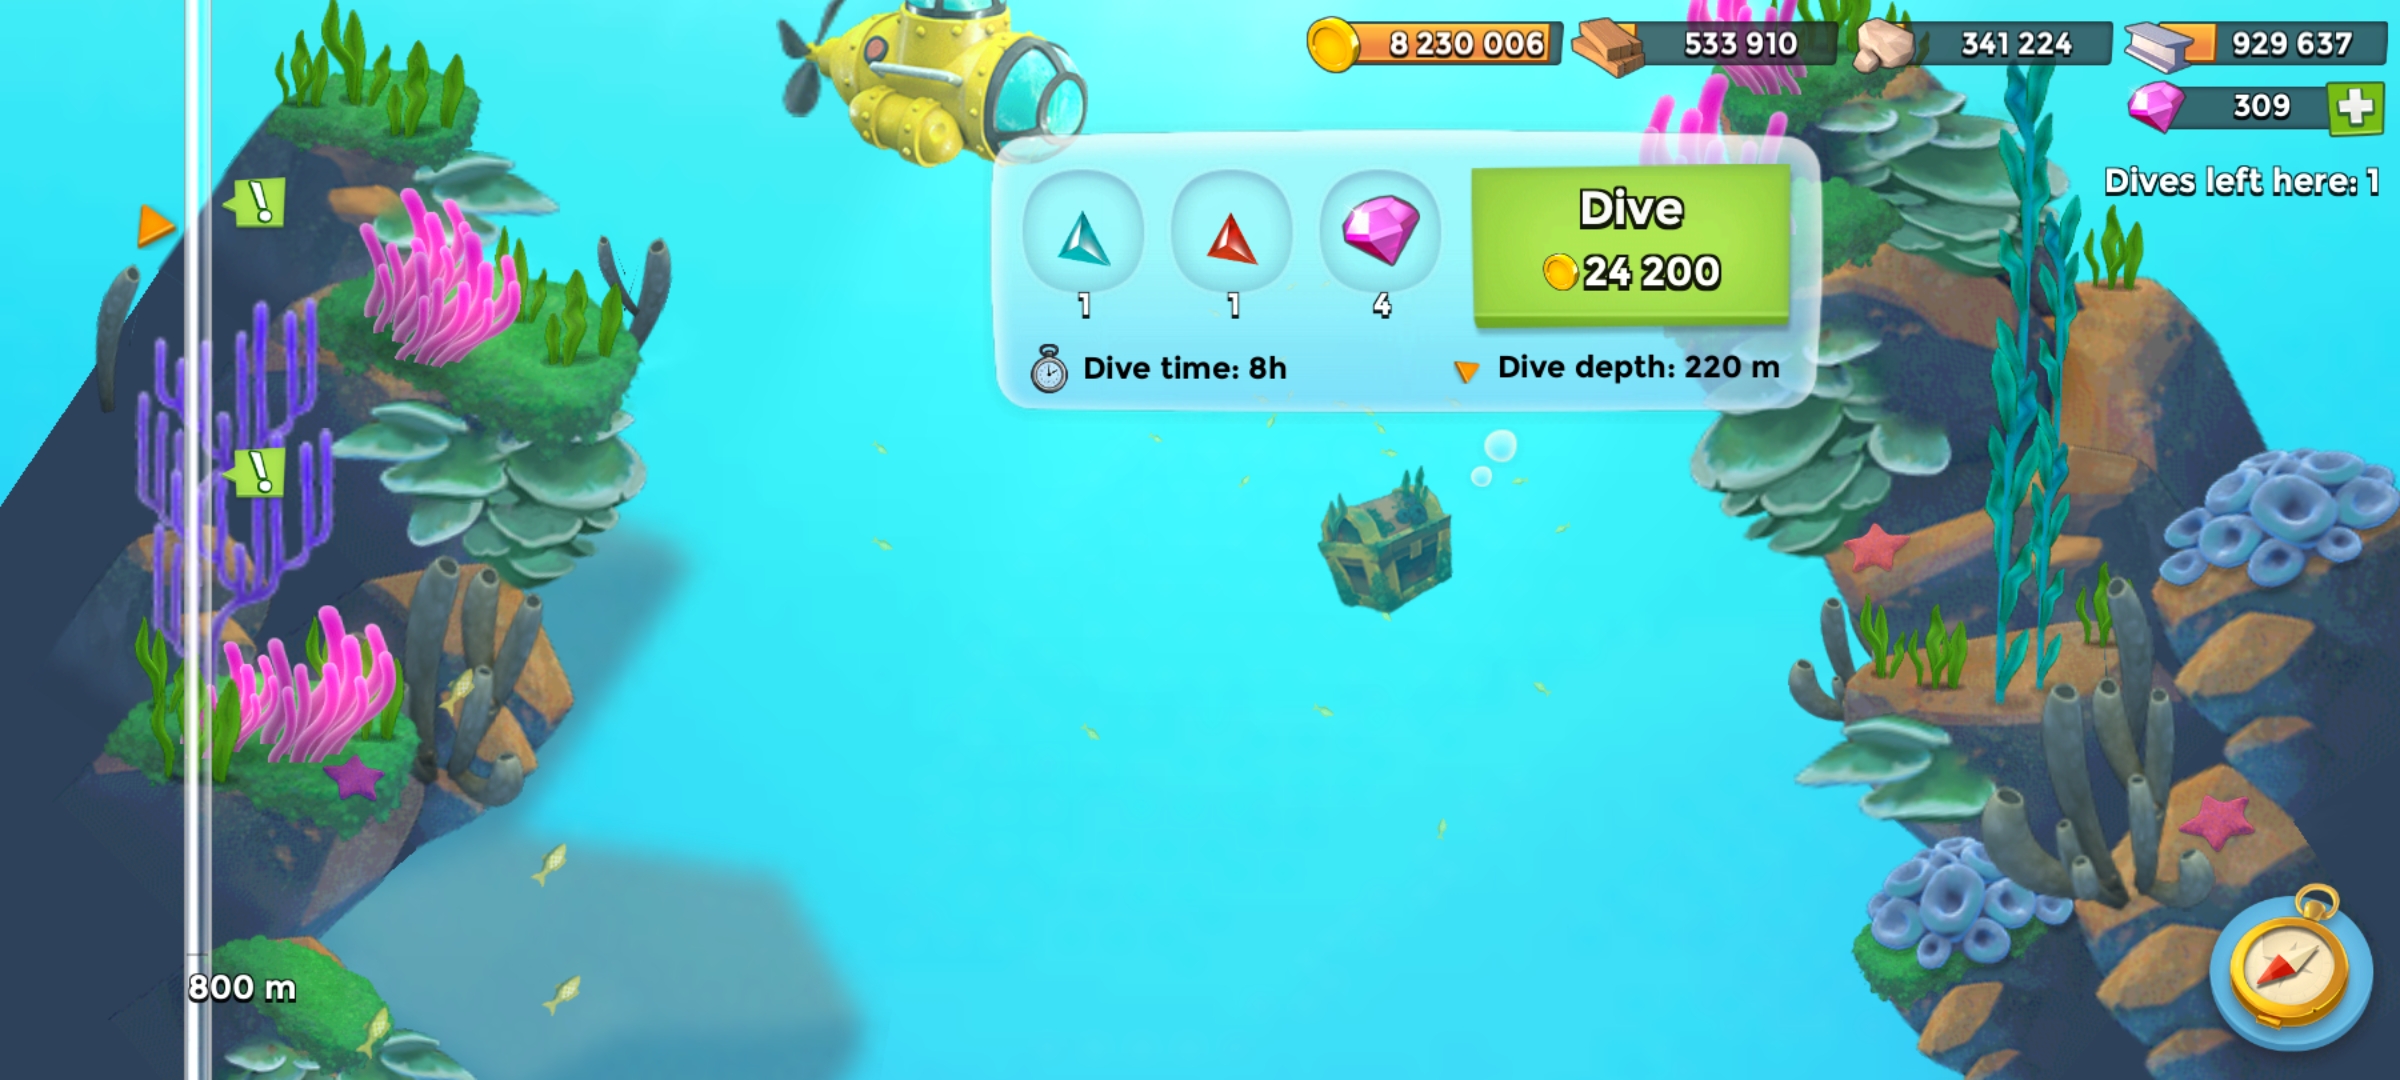 8 230 006
533 910
341 224
929 637
309
Dives left here: 1
Dive
24 200
1
1
4
Dive time: 8h
Dive depth: 220 m
!
!
800 m